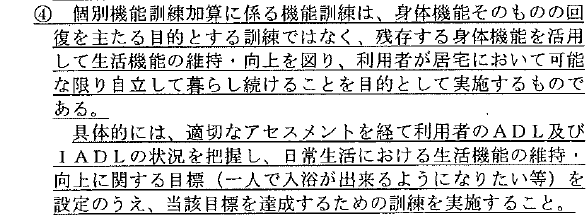 ④　個別機能訓練加算に係る機能訓練は、身体機能そのものの回
復を主たる目的とする訓練ではなく、残存する身体機能を活用
して生活機能の維持・向上を図り、利用者が居宅において可能
な限り自立して暮らし続けることを目的として実施するもので
ある。
　具体的には、適切なアセスメントを経て利用者のＡＤＬ及び
ＩＡＤＬの状況を把握し、日常生活における生活機能の維持・
向上に関する目標（一人で入浴が出来るようになりたい等）を
設定のうえ、当該目標を達成するための訓練を実施すること。